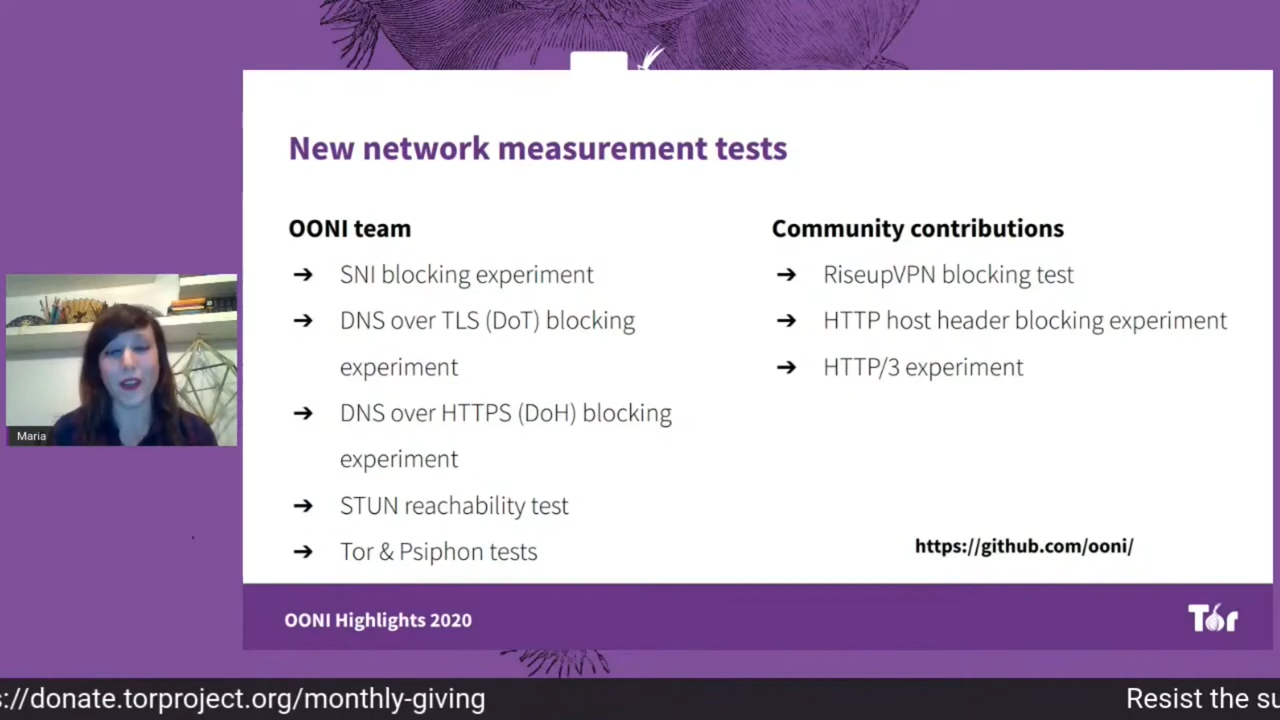 New network measurement tests
OONI team
➔ SNI blocking experiment
➔ DNS over TLS (DoT) blocking
experiment
➔ DNS over HTTPS (DoH) blocking
experiment
➔ STUN reachability test
➔ Tor & Psiphon tests
Community contributions
➔ RiseupVPN blocking test
➔ HTTP host header blocking experiment
➔ HTTP/3 experiment
https://github.com/ooni/
Maria
OONI Highlights 2020
Tor
s://donate.torproject.org/monthly-giving
Resist the su